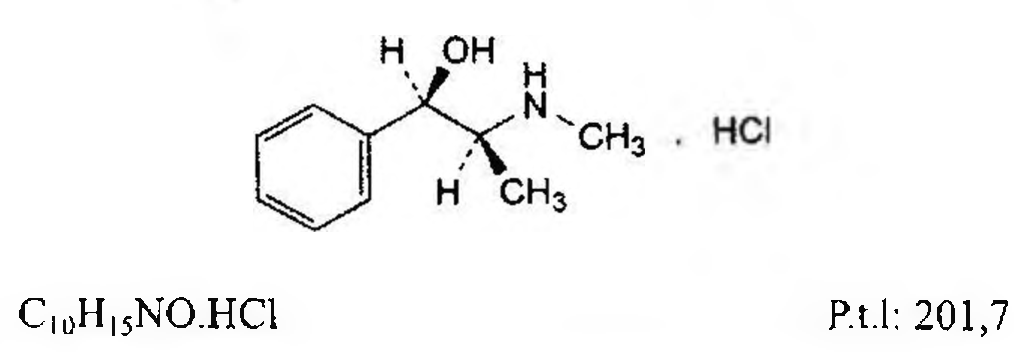 H OH
H
N
CH₃ . HCl
H CH₃
C₁₀H₁₅NO.HCl P.t.l: 201,7